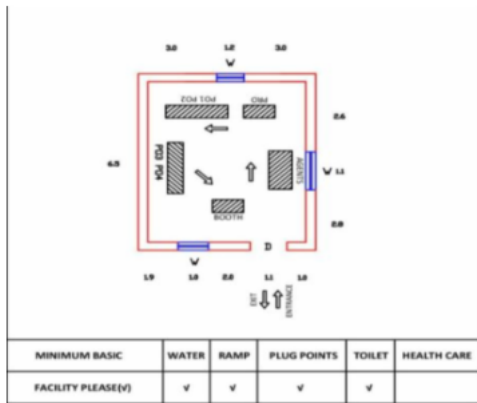 3.0 1.2 3.0
V
PO1 PO2 PRO
2.6
PO3 PO4
6.5
AGENTS
V 1.1
BOOTH
2.8
D
V
1.9 1.0 2.0 1.1 1.0
EXIT ENTRANCE
MINIMUM BASIC WATER RAMP PLUG POINTS TOILET HEALTH CARE
FACILITY PLEASE(√) √ √ √ √